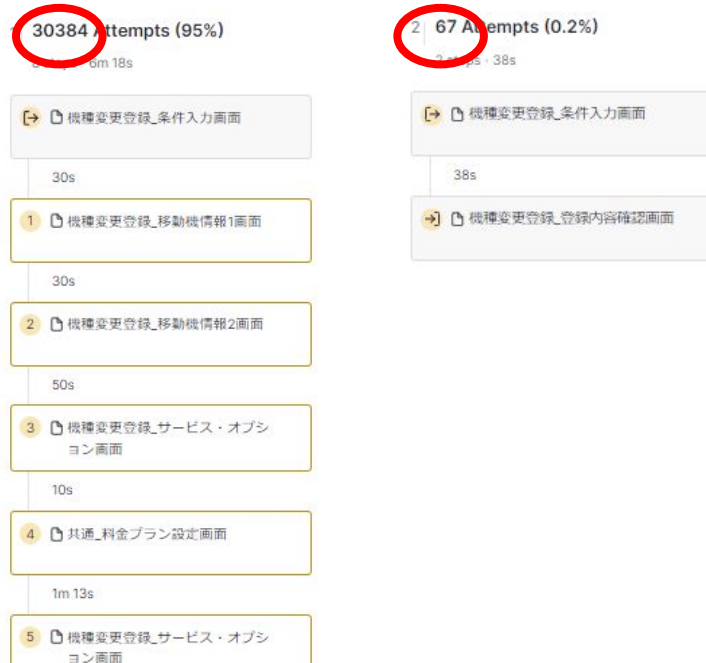 30384 Attempts (95%)
6m 18s
機種変更登録_条件入力画面
30s
1 機種変更登録_移動機情報1画面
30s
2 機種変更登録_移動機情報2画面
50s
3 機種変更登録_サービス・オプシ
ョン画面
10s
4 共通_料金プラン設定画面
1m 13s
5 機種変更登録_サービス・オプシ
ョン画面
2 67 Attempts (0.2%)
2 steps · 38s
機種変更登録_条件入力画面
38s
機種変更登録_登録内容確認画面